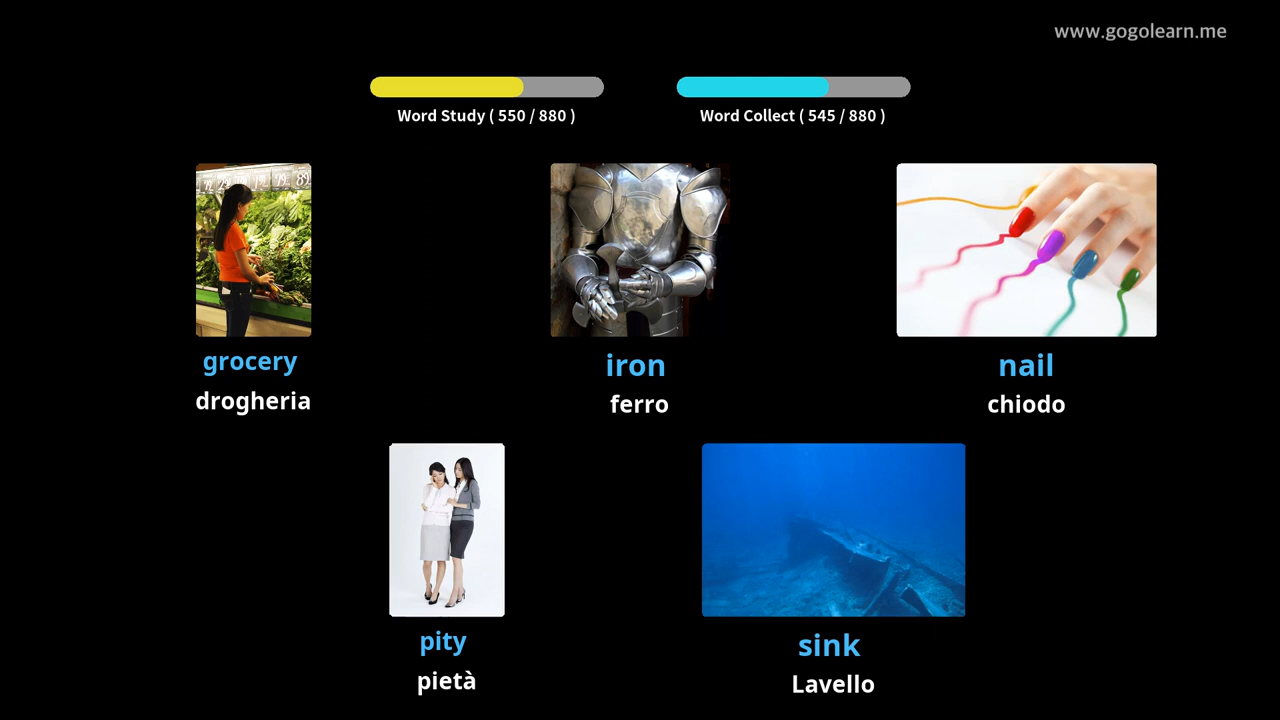 www.gogolearn.me
Word Study ( 550 / 880 )
Word Collect ( 545 / 880 )
grocery
drogheria
iron
ferro
nail
chiodo
pity
pietà
sink
Lavello